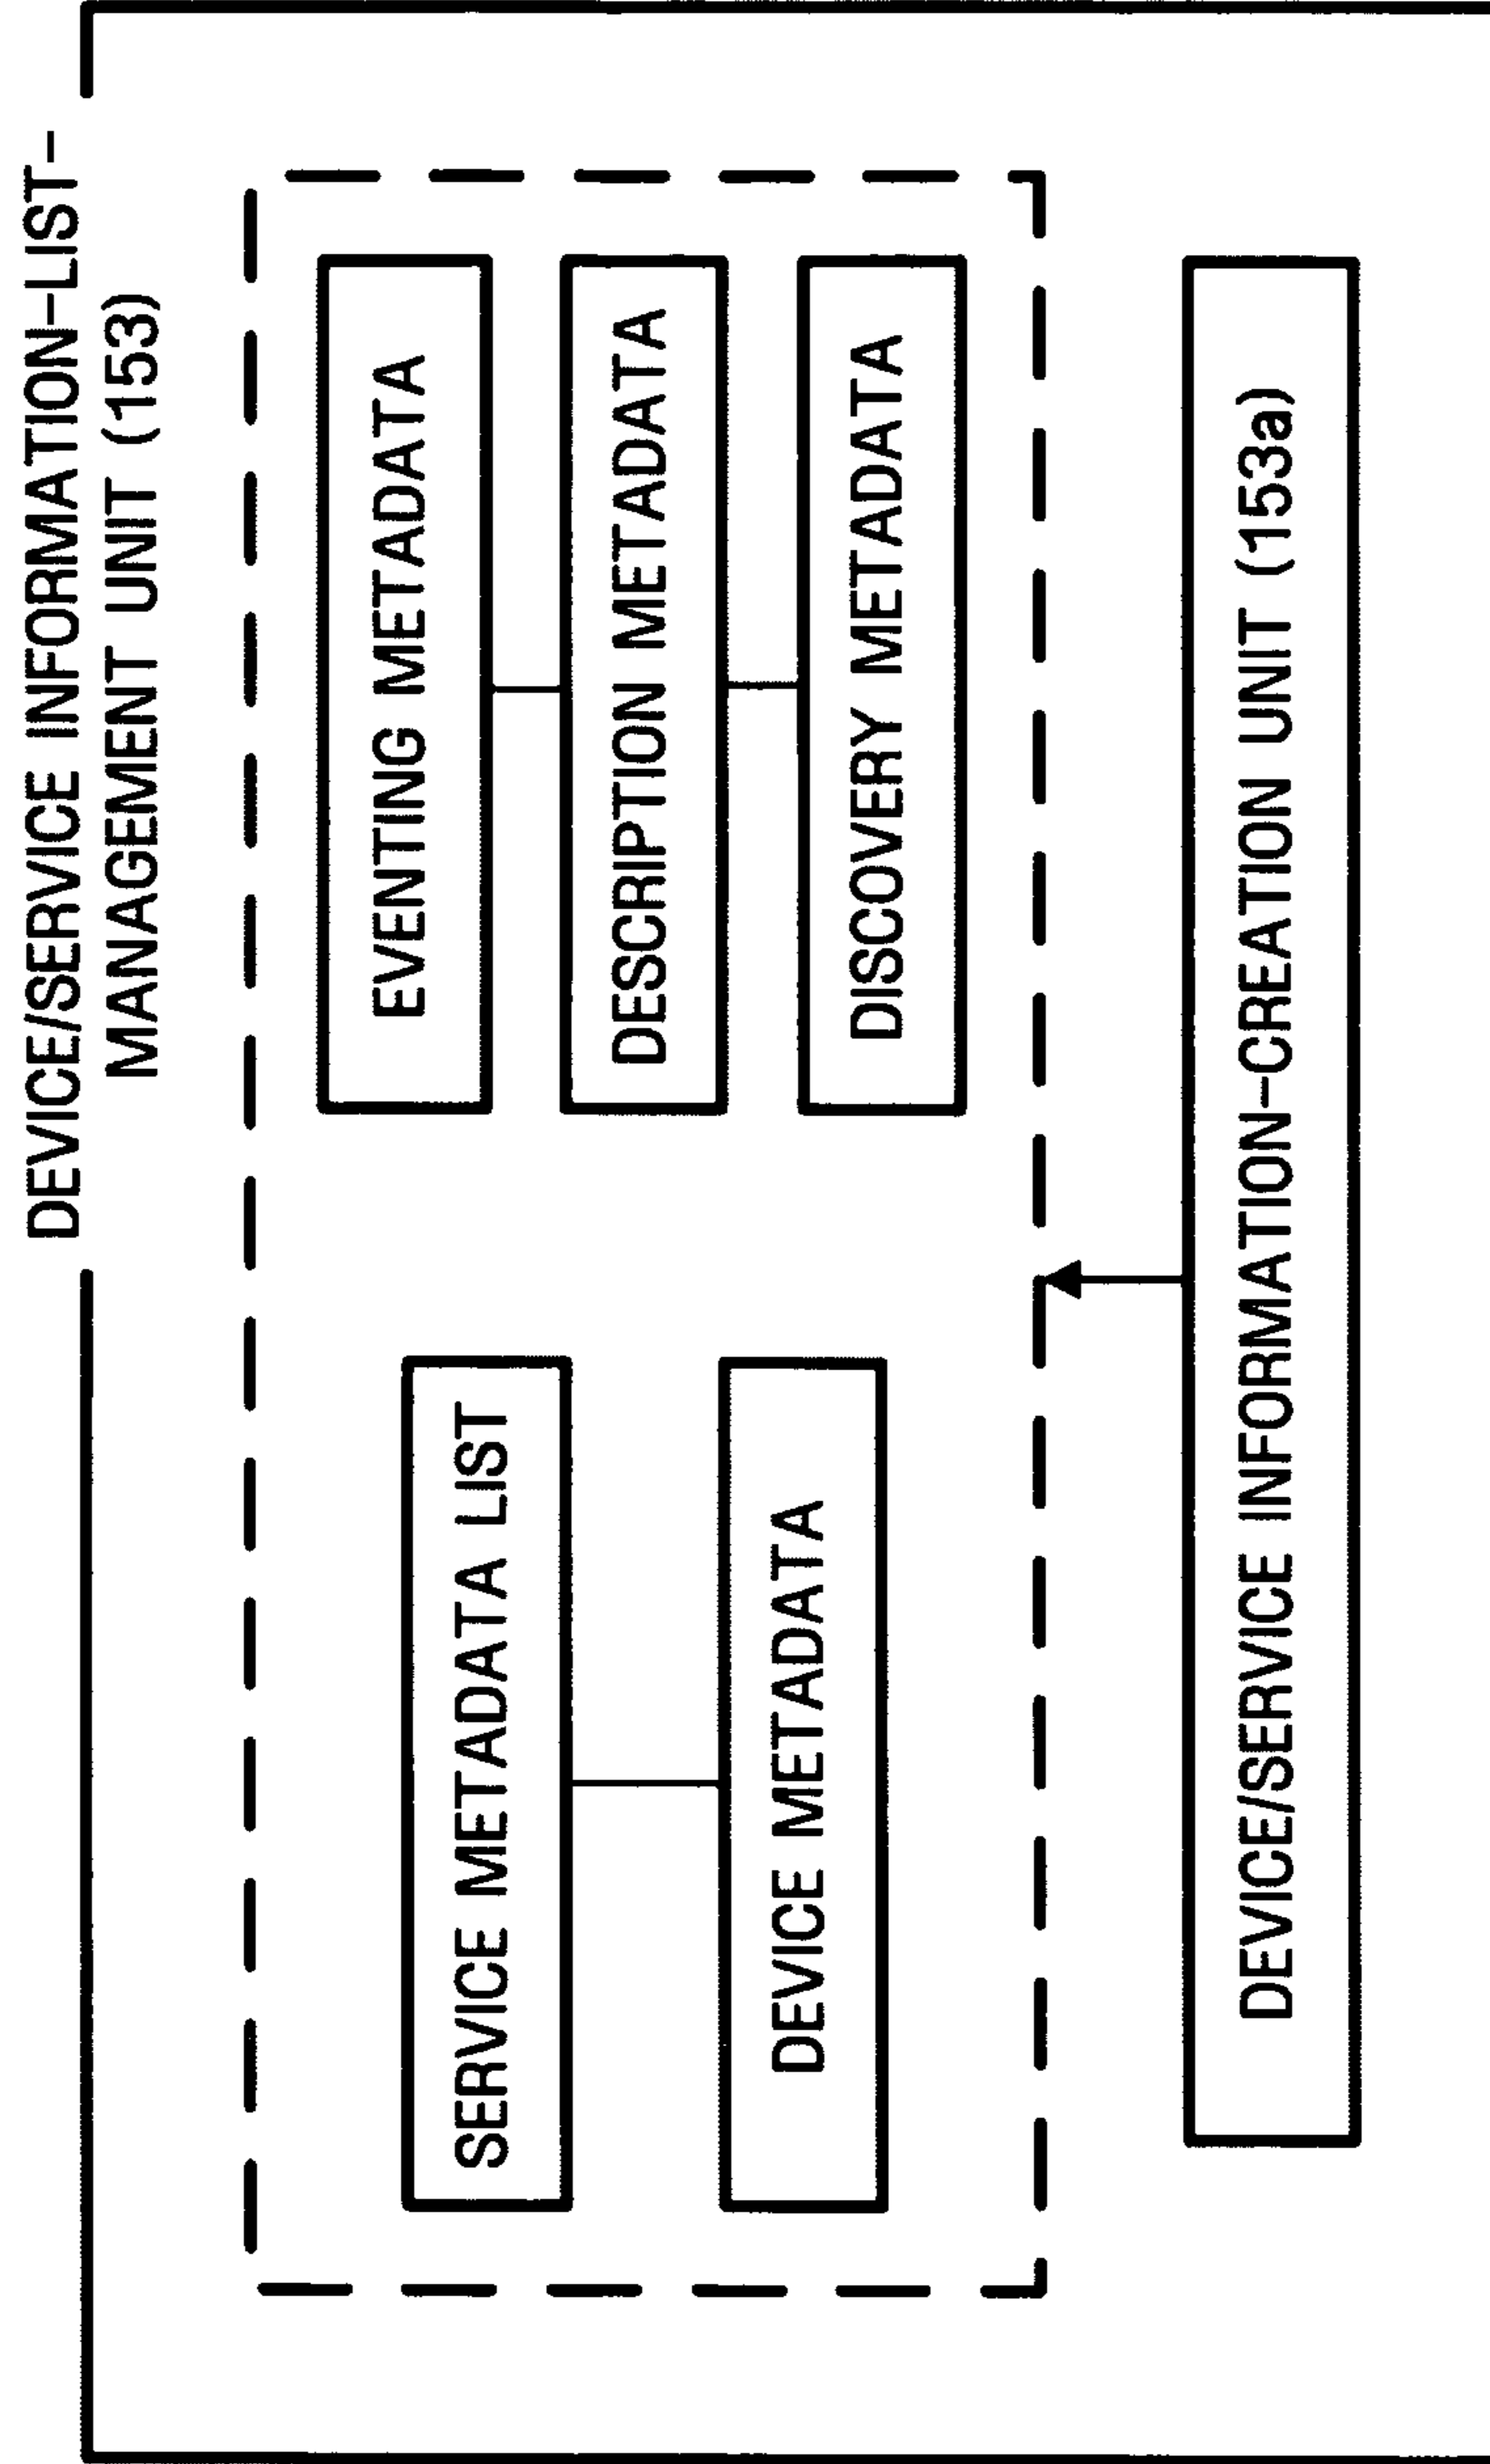 DEVICE/SERVICE INFORMATION-LIST-
MANAGEMENT UNIT (153)
SERVICE METADATA LIST
DEVICE METADATA
EVENTING METADATA
DESCRIPTION METADATA
DISCOVERY METADATA
DEVICE/SERVICE INFORMATION-CREATION UNIT (153a)